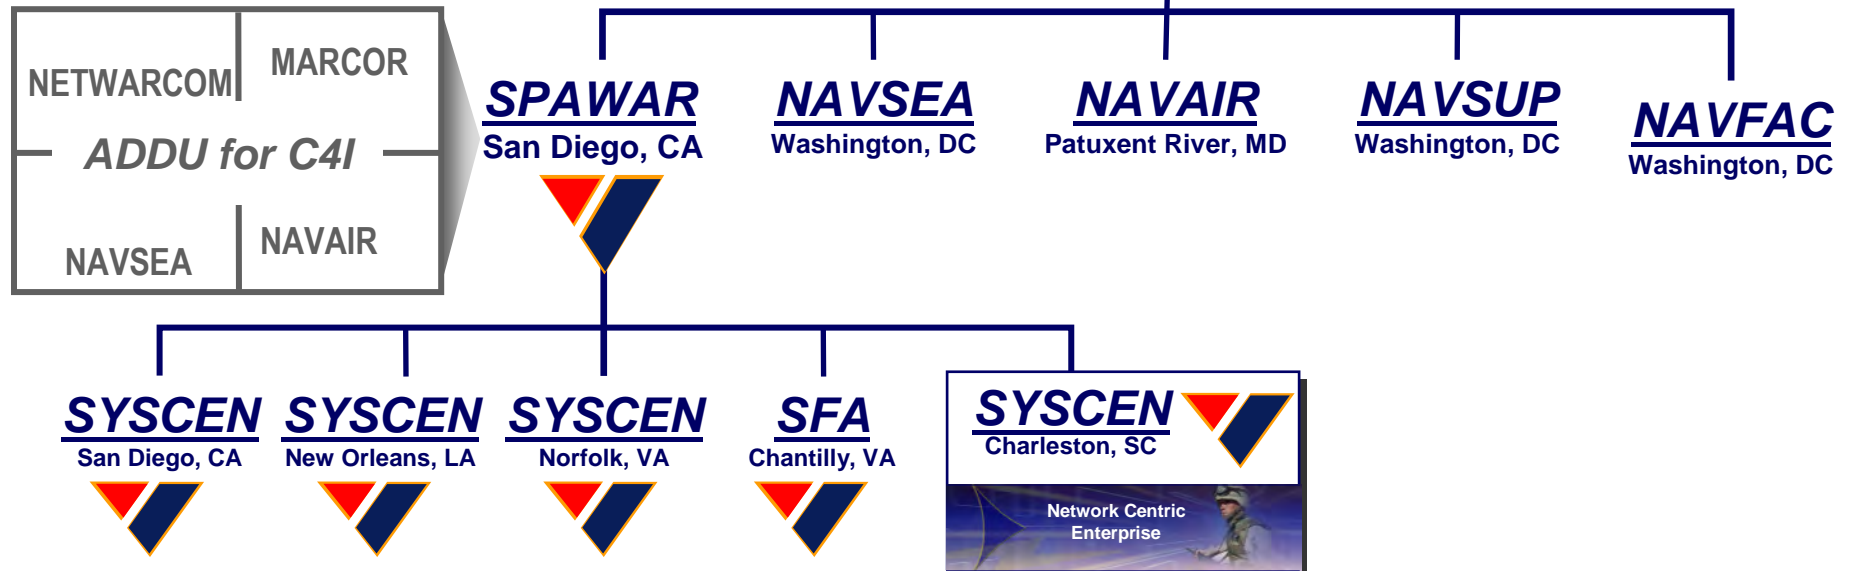 NETWARCOM
MARCOR
ADDU for C4I
NAVSEA
NAVAIR
SPAWAR
San Diego, CA
NAVSEA
Washington, DC
NAVAIR
Patuxent River, MD
NAVSUP
Washington, DC
NAVFAC
Washington, DC
SYSCEN
San Diego, CA
SYSCEN
New Orleans, LA
SYSCEN
Norfolk, VA
SFA
Chantilly, VA
SYSCEN
Charleston, SC
Network Centric
Enterprise